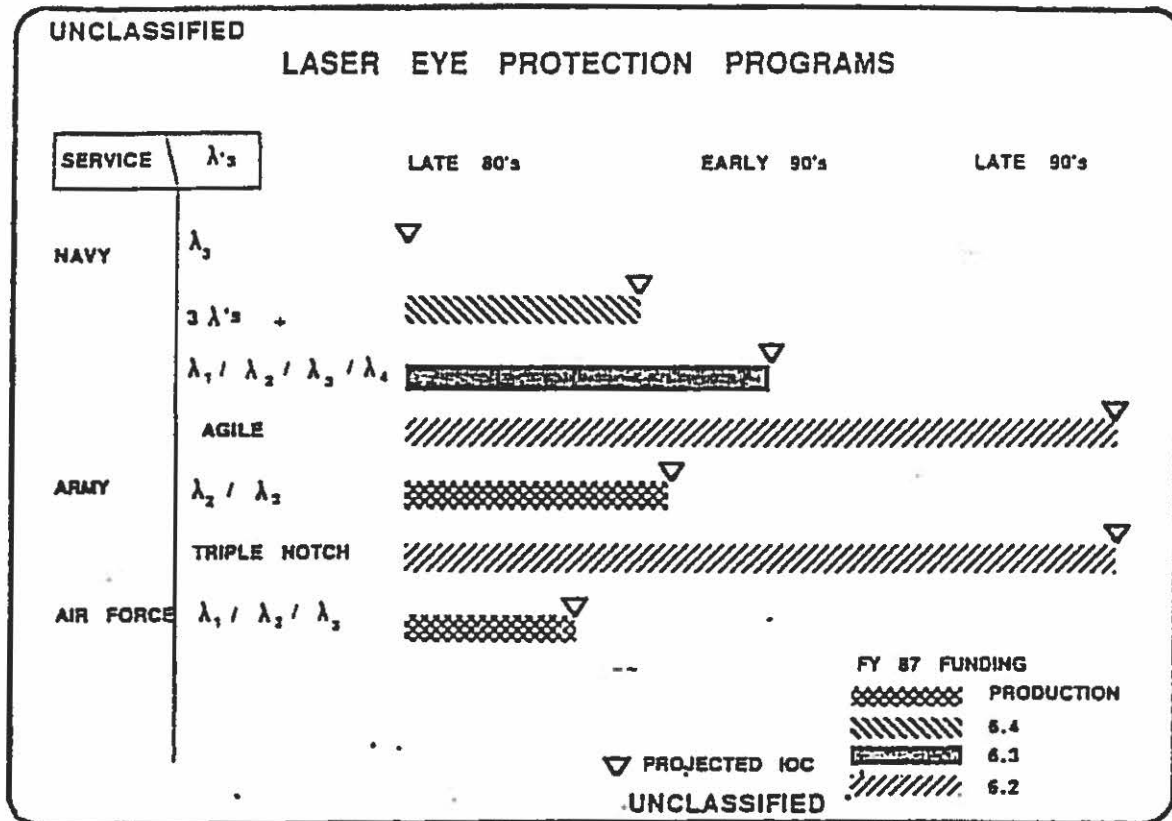 UNCLASSIFIED
LASER EYE PROTECTION PROGRAMS
SERVICE \ λ's LATE 80's EARLY 90's LATE 90's
NAVY λ₃
3 λ's +
λ₁ / λ₂ / λ₃ / λ₄
AGILE
ARMY λ₂ / λ₃
TRIPLE NOTCH
AIR FORCE λ₁ / λ₂ / λ₃
FY 87 FUNDING
PRODUCTION
6.4
▽ PROJECTED IOC 6.3
6.2
UNCLASSIFIED